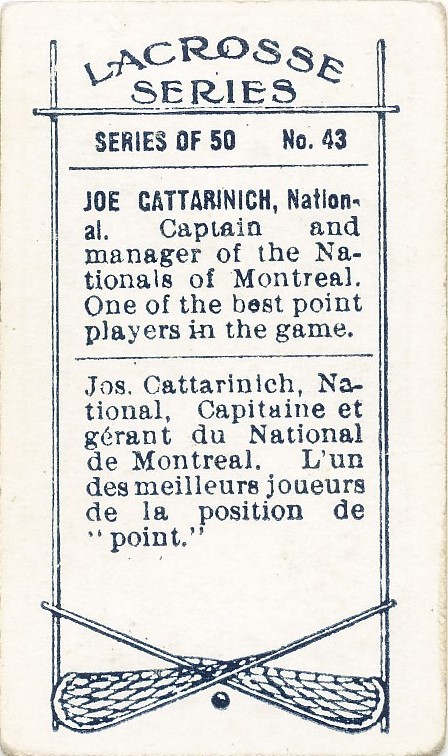 LACROSSE
SERIES
SERIES OF 50 No. 43
JOE CATTARINICH, Nation-
al. Captain and
manager of the Na-
tionals of Montreal.
One of the best point
players in the game.
Jos. Cattarinich, Na-
tional, Capitaine et
gérant du National
de Montreal. L'un
des meilleurs joueurs
de la position de
"point."